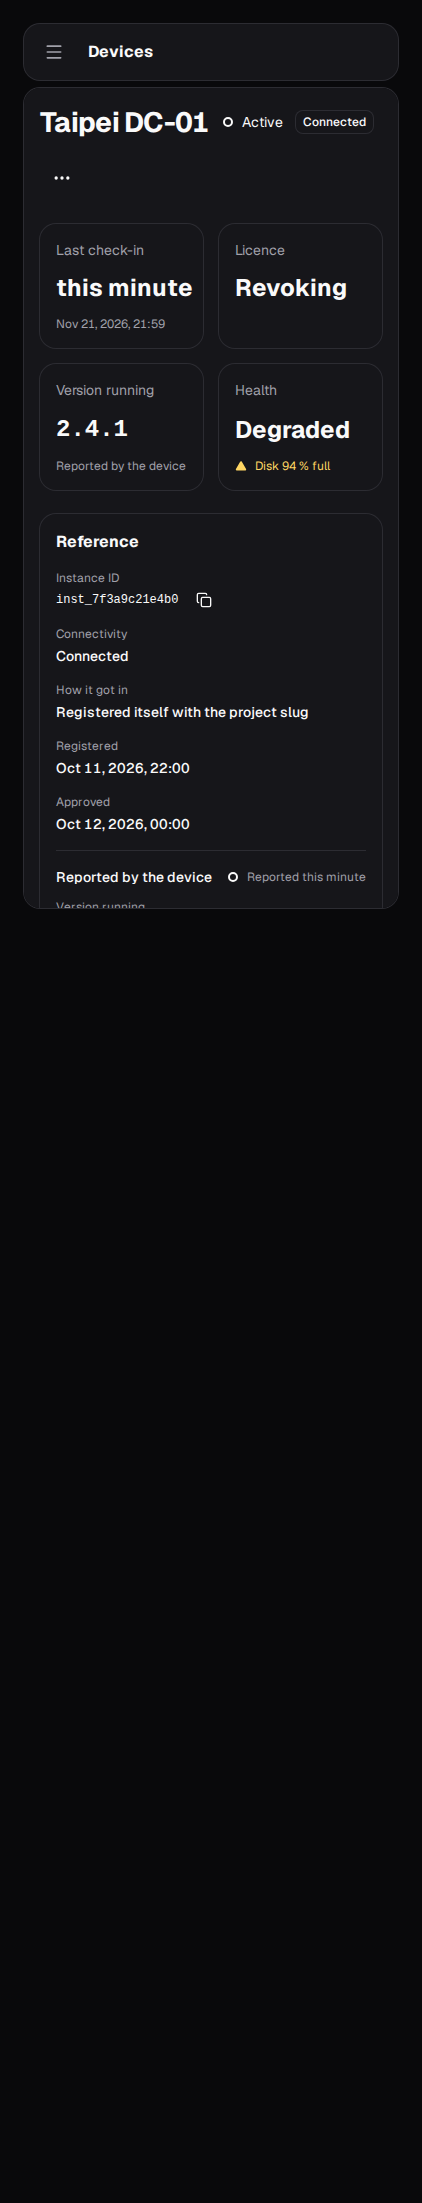 Devices
Taipei DC-01
Active
Connected
Last check-in
this minute
Nov 21, 2026, 21:59
Licence
Revoking
Version running
2.4.1
Reported by the device
Health
Degraded
Disk 94 % full
Reference
Instance ID
inst_7f3a9c21e4b0
Connectivity
Connected
How it got in
Registered itself with the project slug
Registered
Oct 11, 2026, 22:00
Approved
Oct 12, 2026, 00:00
Reported by the device
Reported this minute
Version running